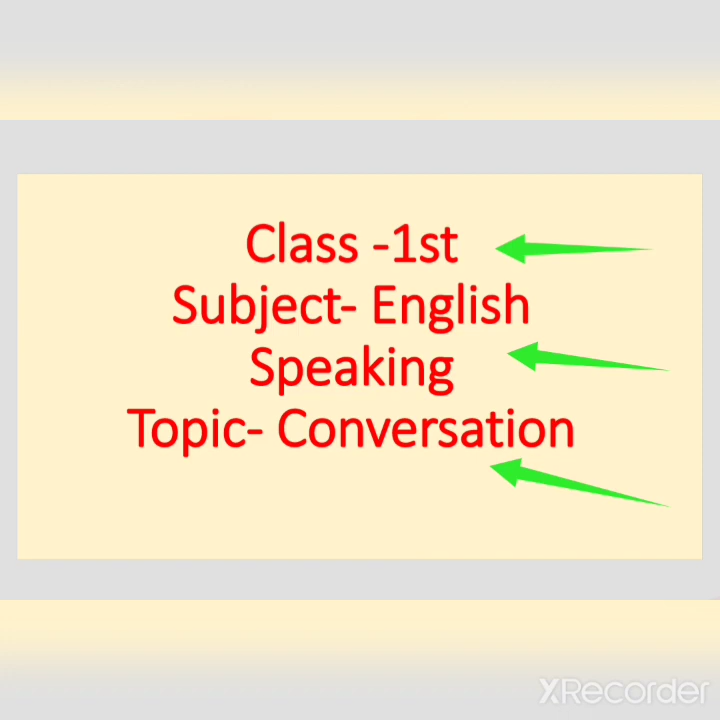 Class -1st
Subject- English
Speaking
Topic- Conversation
XRecorder